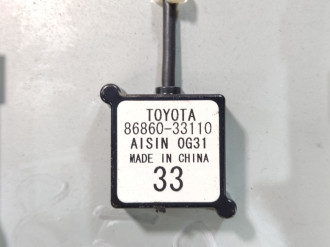 TOYOTA
86860-33110
AISIN 0G31
MADE IN CHINA
33